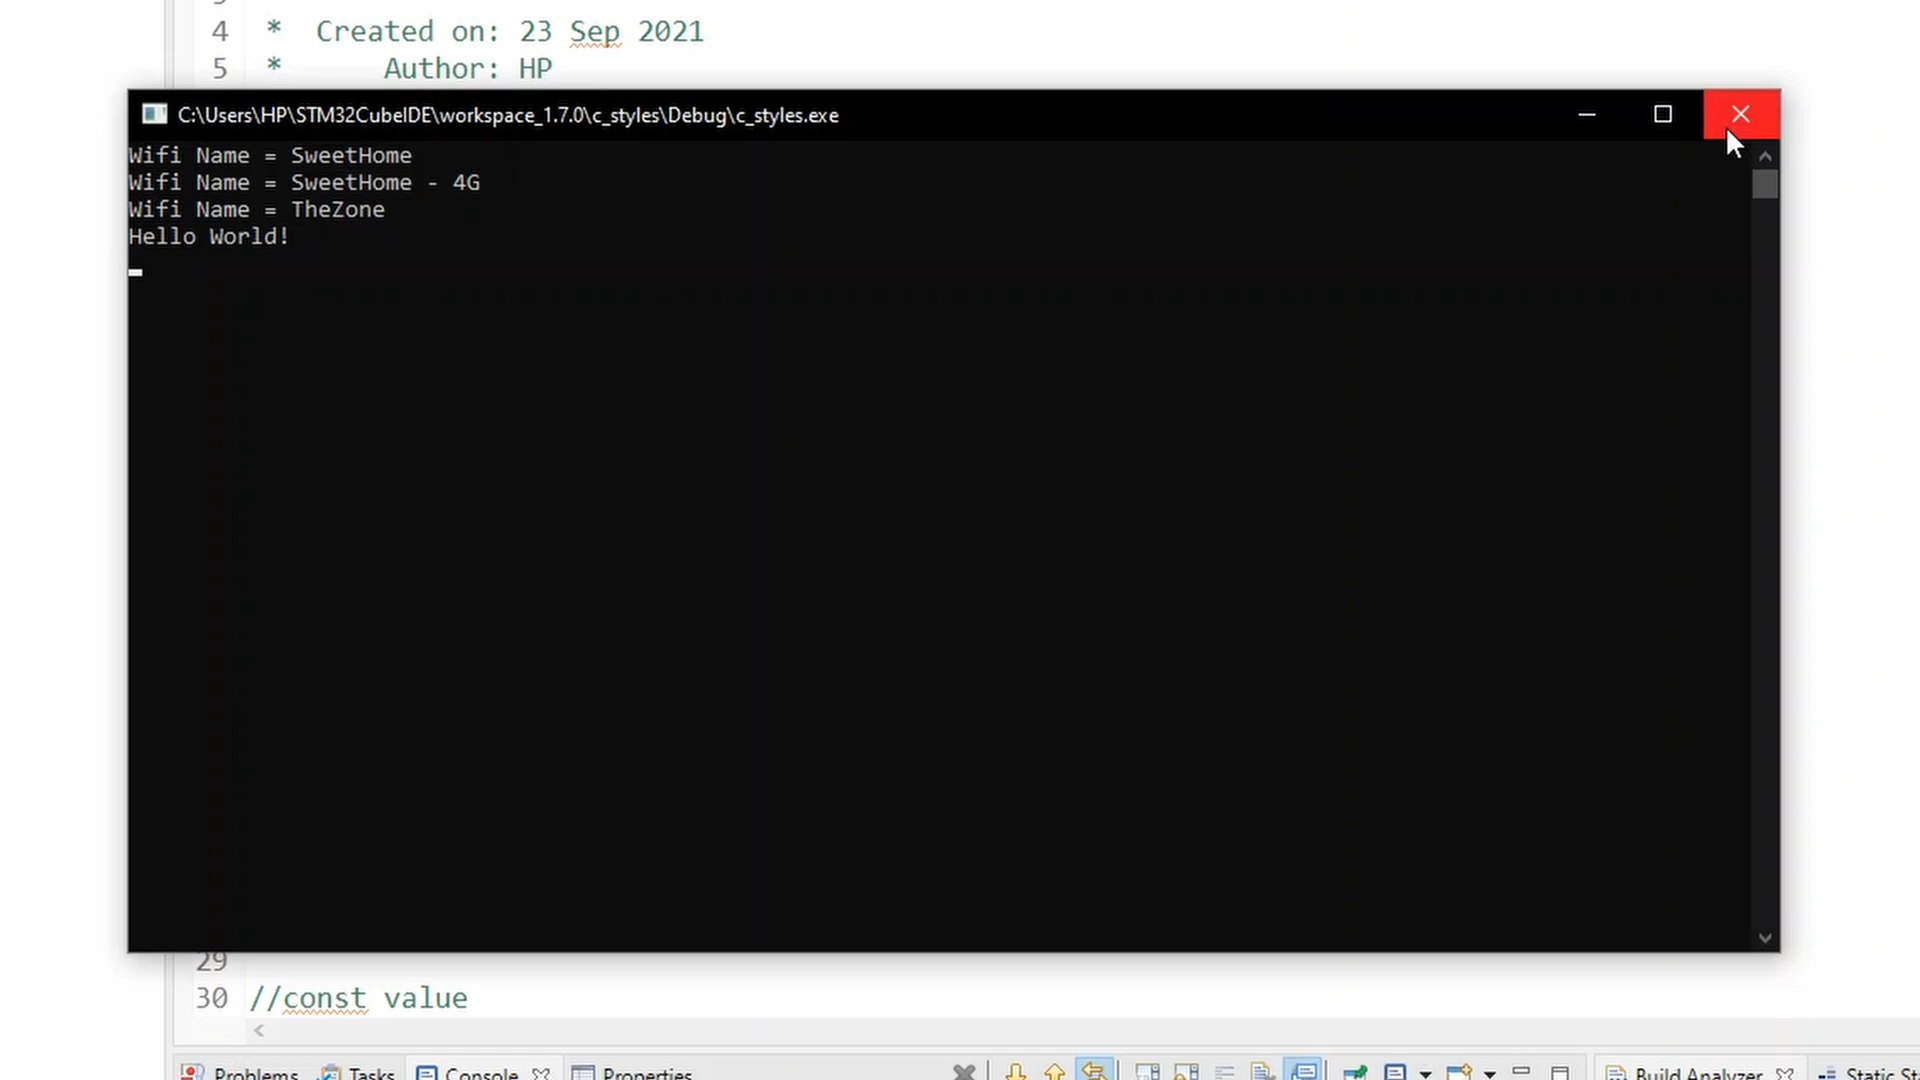 4 * Created on: 23 Sep 2021
5 * Author: HP
C:\Users\HP\STM32CubeIDE\workspace_1.7.0\c_styles\Debug\c_styles.exe
Wifi Name = SweetHome
Wifi Name = SweetHome - 4G
Wifi Name = TheZone
Hello World!
29
30 //const value
Problems Tasks Console Properties Build Analyzer Static